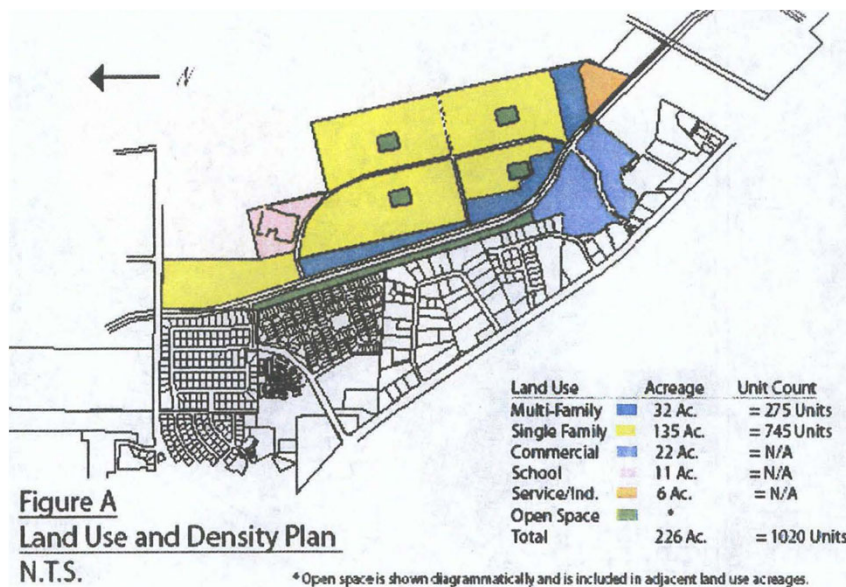 N
Land Use Acreage Unit Count
Multi-Family 32 Ac. = 275 Units
Single Family 135 Ac. = 745 Units
Commercial 22 Ac. = N/A
School 11 Ac. = N/A
Service/Ind. 6 Ac. = N/A
Open Space *
Total 226 Ac. = 1020 Units
Figure A
Land Use and Density Plan
N.T.S.
* Open space is shown diagrammatically and is included in adjacent land use acreages.